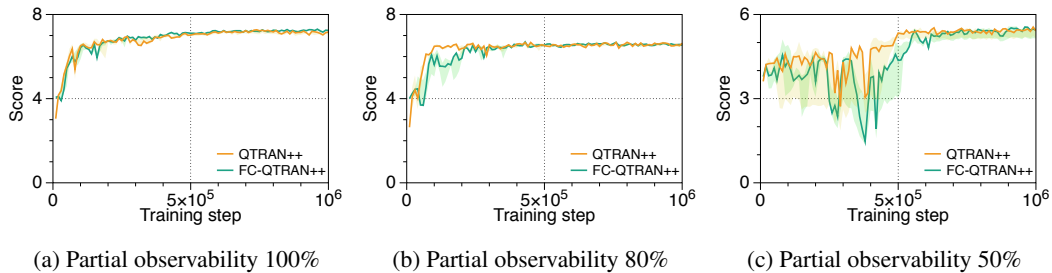 8
4
0
Score
0
5×10⁵
10⁶
Training step
QTRAN++
FC-QTRAN++
(a) Partial observability 100%
8
4
0
Score
0
5×10⁵
10⁶
Training step
QTRAN++
FC-QTRAN++
(b) Partial observability 80%
6
3
0
Score
0
5×10⁵
10⁶
Training step
QTRAN++
FC-QTRAN++
(c) Partial observability 50%